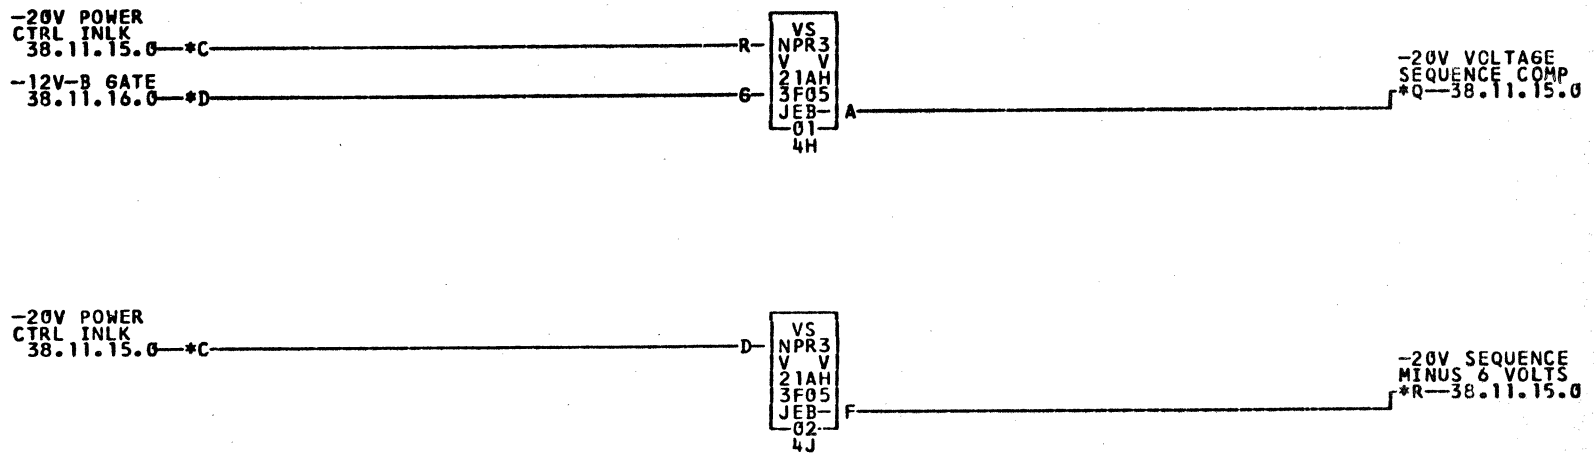 -20V POWER
CTRL INLK
38.11.15.0—*C R-
-12V-B GATE
38.11.16.0—*D G-
VS
NPR3
V V
21AH
3F05
JEB- A
01
4H
-20V VOLTAGE
SEQUENCE COMP
*Q—38.11.15.0
-20V POWER
CTRL INLK
38.11.15.0—*C D-
VS
NPR3
V V
21AH
3F05
JEB- F
02
4J
-20V SEQUENCE
MINUS 6 VOLTS
*R—38.11.15.0